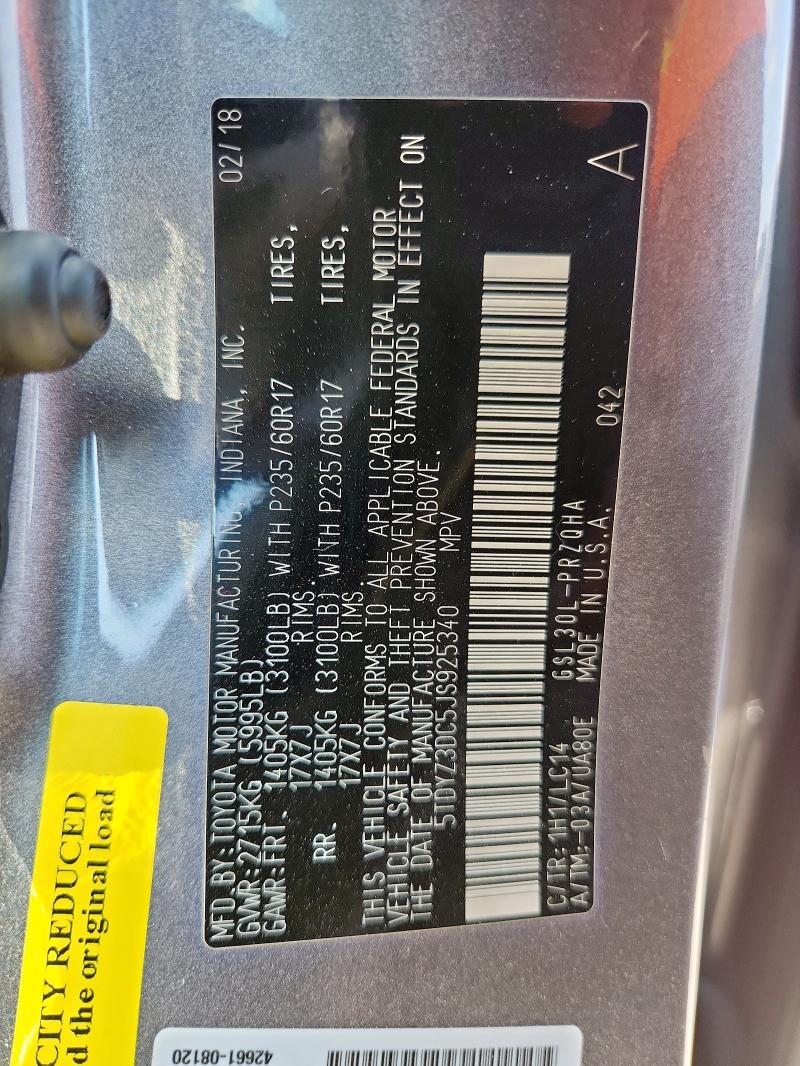 MFD.BY:TOYOTA MOTOR MANUFACTURING, INDIANA, INC. 02/18
GVWR:2715KG (5995LB)
GAWR:FRT. 1405KG (3100LB) WITH P235/60R17 TIRES,
17X7J RIMS.
RR. 1405KG (3100LB) WITH P235/60R17 TIRES,
17X7J RIMS.
THIS VEHICLE CONFORMS TO ALL APPLICABLE FEDERAL MOTOR
VEHICLE SAFETY AND THEFT PREVENTION STANDARDS IN EFFECT ON
THE DATE OF MANUFACTURE SHOWN ABOVE.
5TDYZ3DC5JS925340 MPV
A
C/TR:1H1/LC14 GSL30L-PRZQHA
A/TM:-03A/UA80E MADE IN U.S.A. 042
CITY REDUCED
d the original load
42661-08120